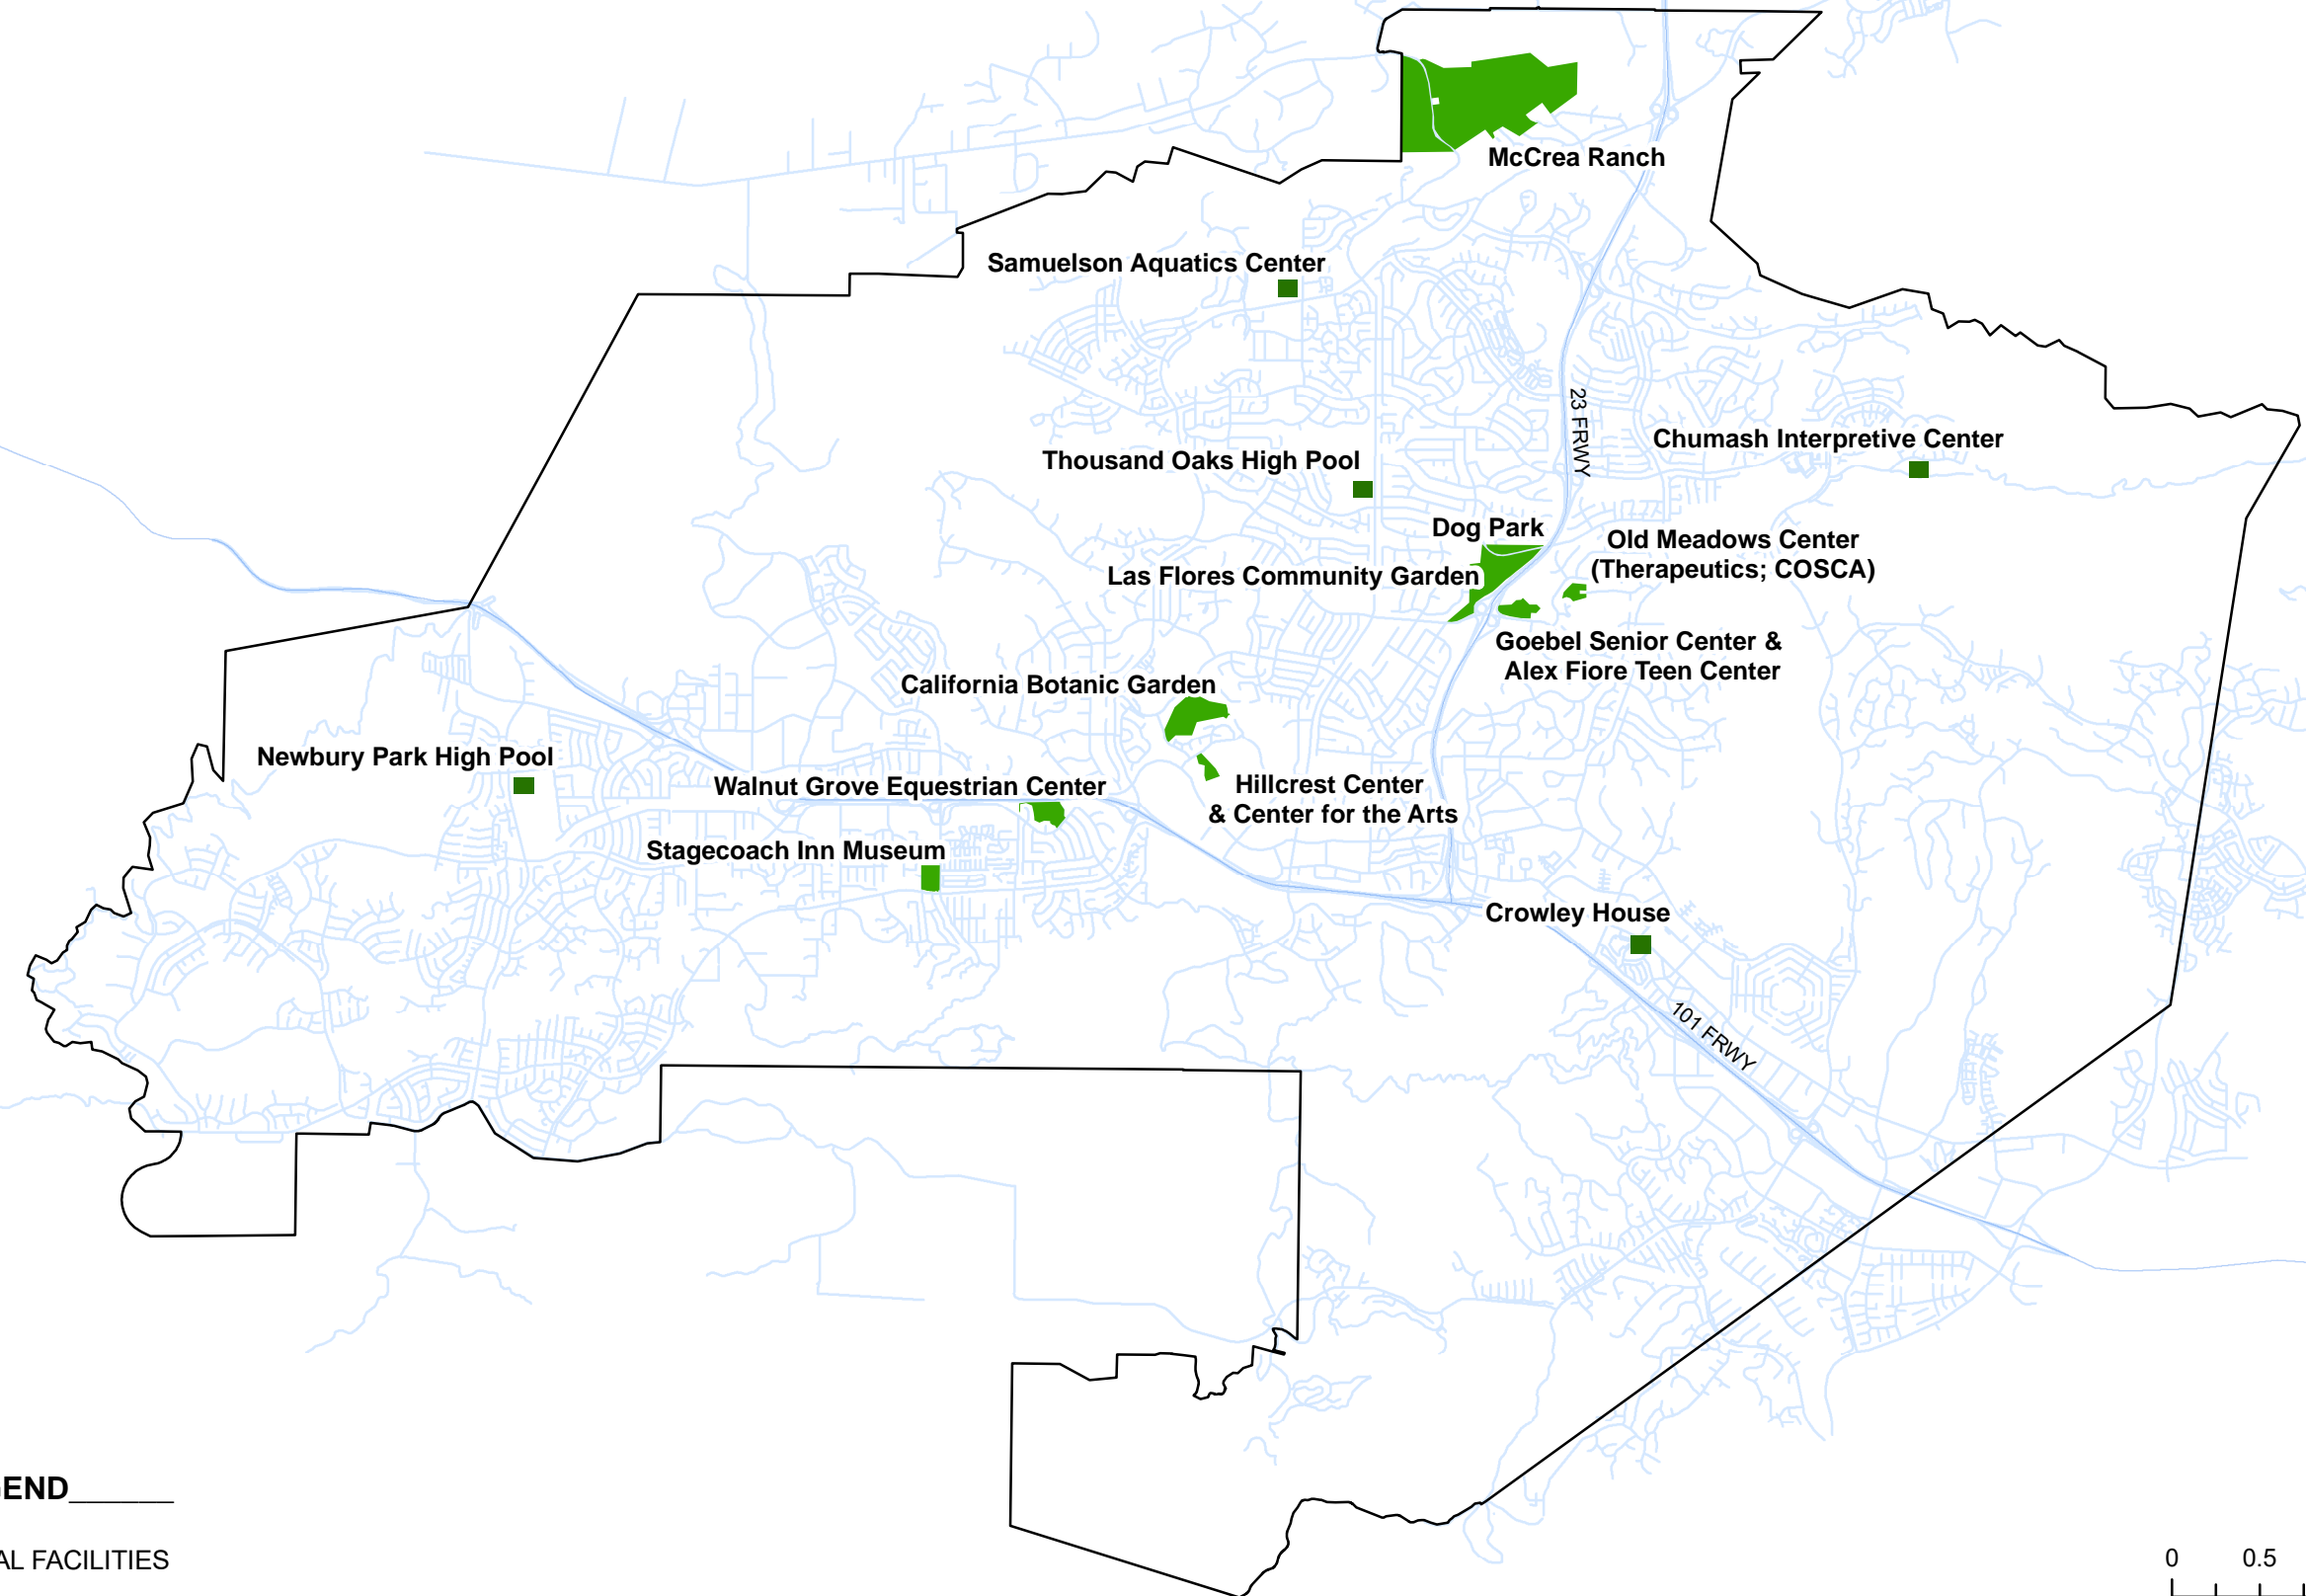 McCrea Ranch
Samuelson Aquatics Center
23 FRWY
Chumash Interpretive Center
Thousand Oaks High Pool
Dog Park
Old Meadows Center
(Therapeutics; COSCA)
Las Flores Community Garden
Goebel Senior Center &
Alex Fiore Teen Center
California Botanic Garden
Newbury Park High Pool
Walnut Grove Equestrian Center
Hillcrest Center
& Center for the Arts
Stagecoach Inn Museum
Crowley House
101 FRWY
END______
AL FACILITIES
0 0.5